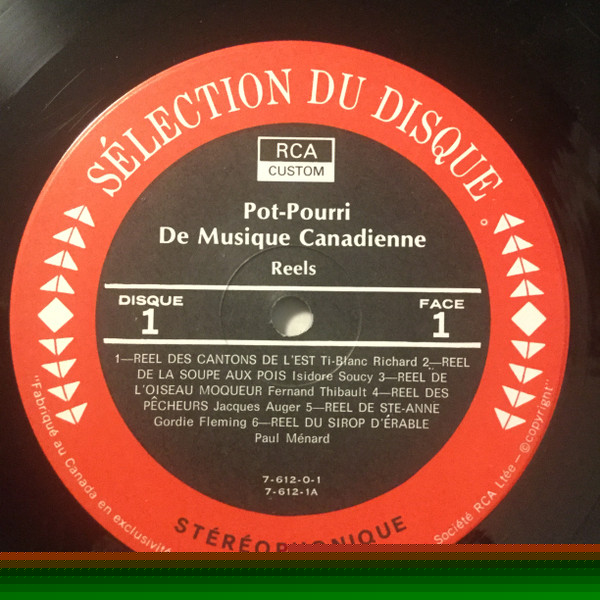 SÉLECTION DU DISQUE
RCA
CUSTOM
Pot-Pourri
De Musique Canadienne
Reels
DISQUE
1
FACE
1
1—REEL DES CANTONS DE L'EST Ti-Blanc Richard 2—REEL
DE LA SOUPE AUX POIS Isidore Soucy 3—REEL DE
L'OISEAU MOQUEUR Fernand Thibault 4—REEL DES
PÊCHEURS Jacques Auger 5—REEL DE STE-ANNE
Gordie Fleming 6—REEL DU SIROP D'ÉRABLE
Paul Ménard
7-612-0-1
7-612-1A
STÉRÉOPHONIQUE
"Fabriqué au Canada en exclusivité
Société RCA Ltée – ©copyright"